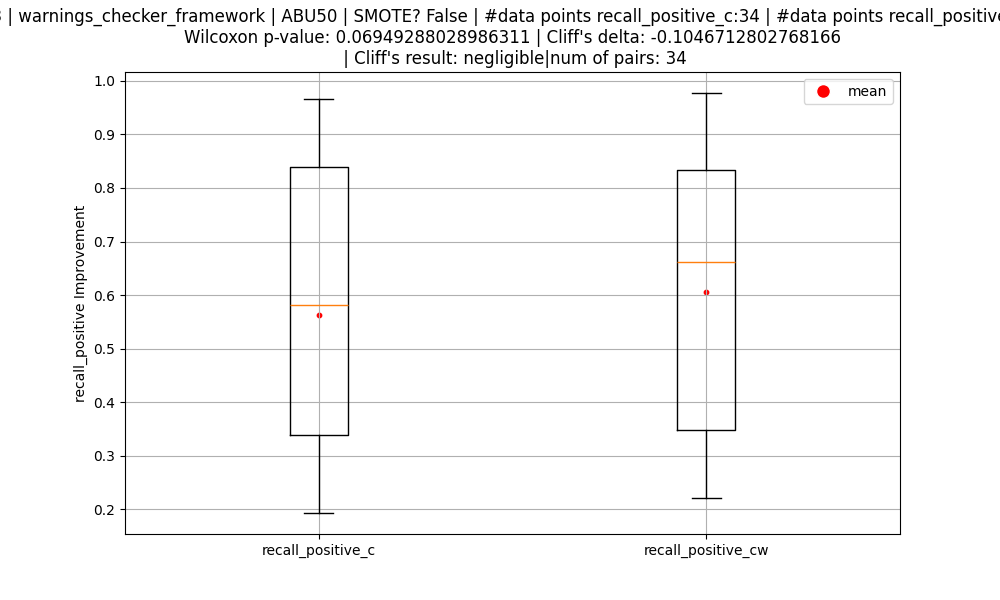 | warnings_checker_framework | ABU50 | SMOTE? False | #data points recall_positive_c:34 | #data points
Wilcoxon p-value: 0.06949288028986311 | Cliff's delta: -0.1046712802768166
| Cliff's result: negligible|num of pairs: 34
1.0
mean
0.9
0.8
0.7
0.6
0.5
0.4
0.3
0.2
recall_positive Improvement
recall_positive_c
recall_positive_cw